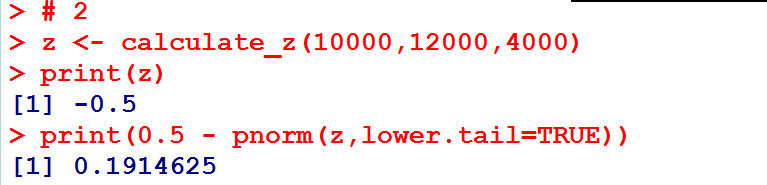 > # 2
> z <- calculate_z(10000,12000,4000)
> print(z)
[1] -0.5
> print(0.5 - pnorm(z,lower.tail=TRUE))
[1] 0.1914625